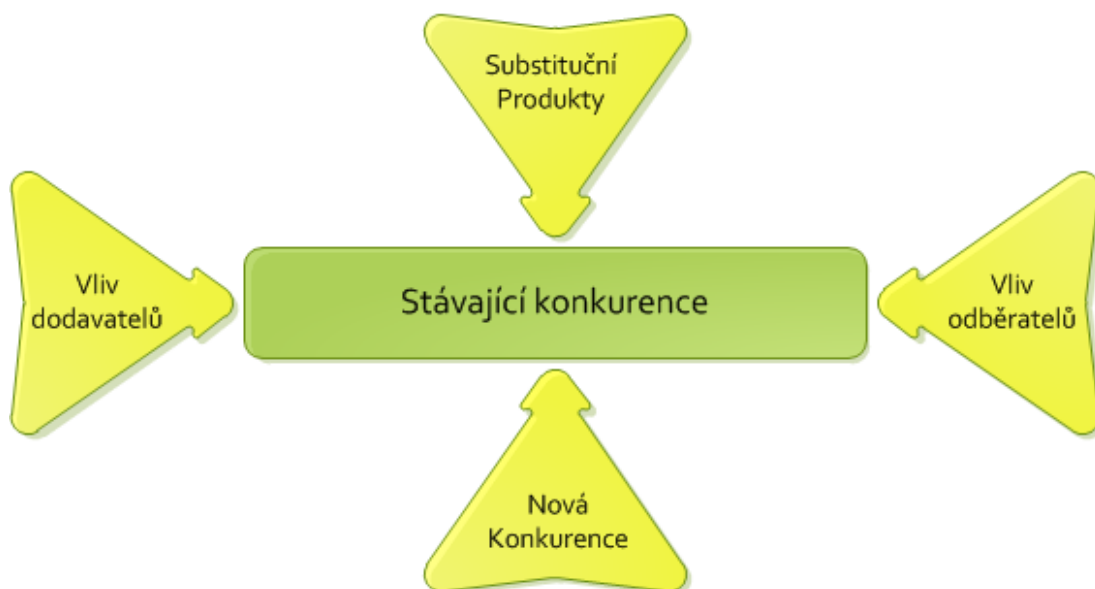 Substituční
Produkty
Vliv
dodavatelů
Stávající konkurence
Vliv
odběratelů
Nová
Konkurence